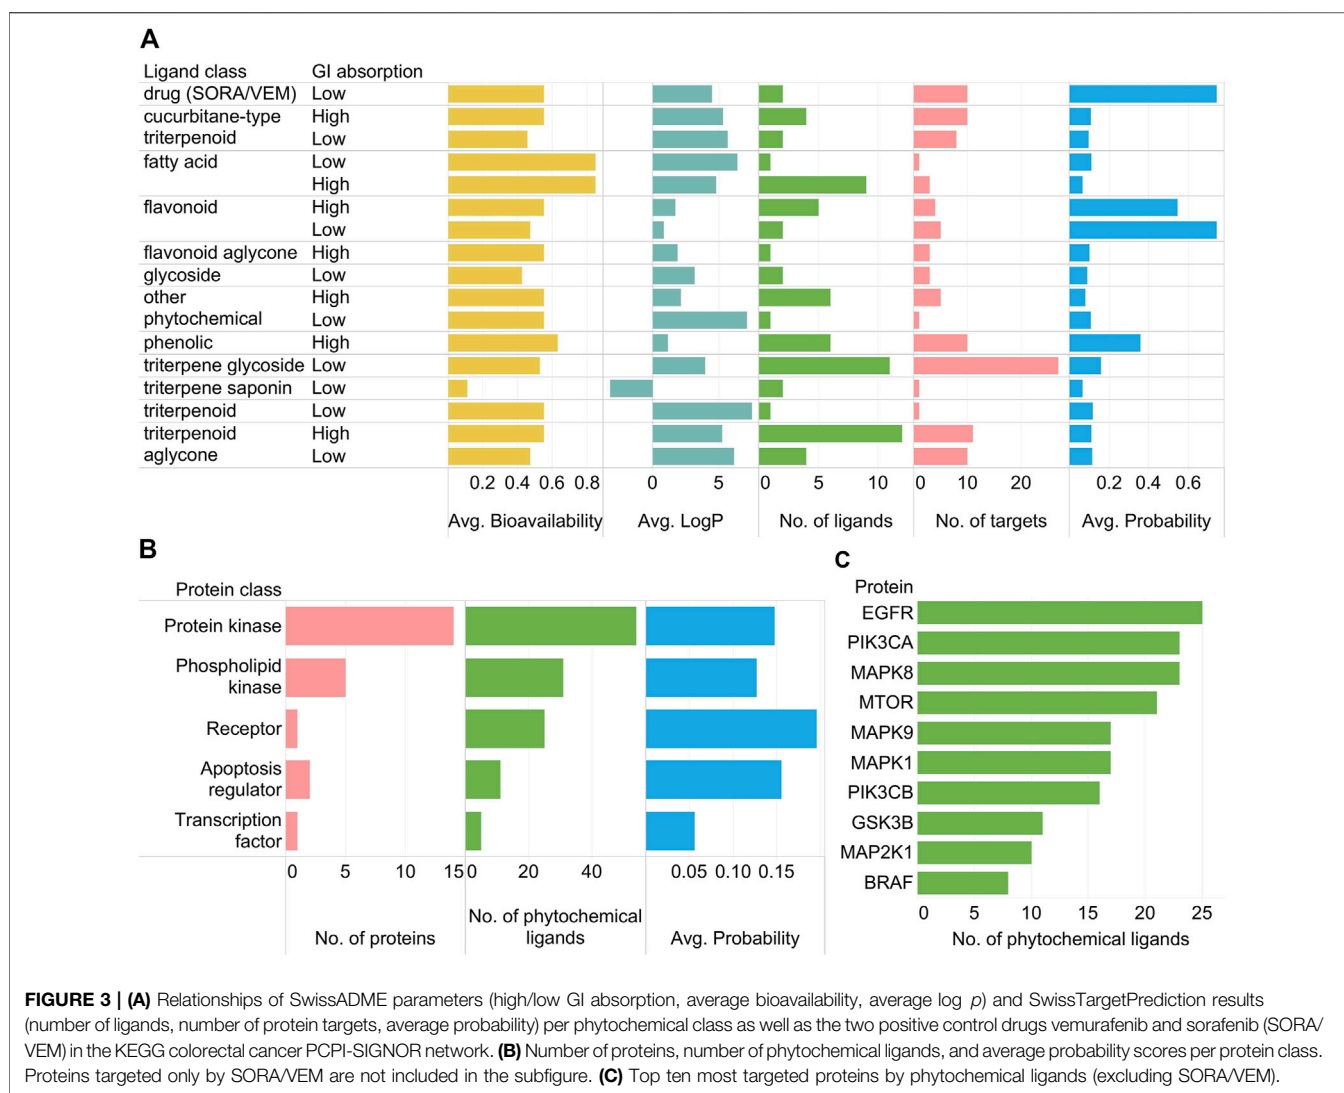 A
Ligand class GI absorption
drug (SORA/VEM) Low
cucurbitane-type High
triterpenoid Low
fatty acid Low
High
flavonoid High
Low
flavonoid aglycone High
glycoside Low
other High
phytochemical Low
phenolic High
triterpene glycoside Low
triterpene saponin Low
triterpenoid Low
triterpenoid High
aglycone Low
0.2 0.4 0.6 0.8 0 5 0 5 10 0 10 20 0.2 0.4 0.6
Avg. Bioavailability Avg. LogP No. of ligands No. of targets Avg. Probability
B
Protein class
Protein kinase
Phospholipid
kinase
Receptor
Apoptosis
regulator
Transcription
factor
0 5 10 15 0 20 40 0.05 0.10 0.15
No. of proteins
No. of phytochemical
ligands
Avg. Probability
C
Protein
EGFR
PIK3CA
MAPK8
MTOR
MAPK9
MAPK1
PIK3CB
GSK3B
MAP2K1
BRAF
0 5 10 15 20 25
No. of phytochemical ligands
FIGURE 3 | (A) Relationships of SwissADME parameters (high/low GI absorption, average bioavailability, average log p) and SwissTargetPrediction results
(number of ligands, number of protein targets, average probability) per phytochemical class as well as the two positive control drugs vemurafenib and sorafenib (SORA/
VEM) in the KEGG colorectal cancer PCPI-SIGNOR network. (B) Number of proteins, number of phytochemical ligands, and average probability scores per protein class.
Proteins targeted only by SORA/VEM are not included in the subfigure. (C) Top ten most targeted proteins by phytochemical ligands (excluding SORA/VEM).